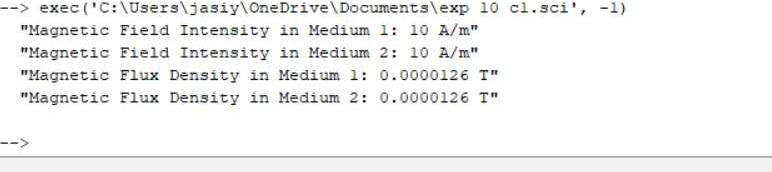 --> exec('C:\Users\jasiy\OneDrive\Documents\exp 10 c1.sci', -1)
"Magnetic Field Intensity in Medium 1: 10 A/m"
"Magnetic Field Intensity in Medium 2: 10 A/m"
"Magnetic Flux Density in Medium 1: 0.0000126 T"
"Magnetic Flux Density in Medium 2: 0.0000126 T"
-->